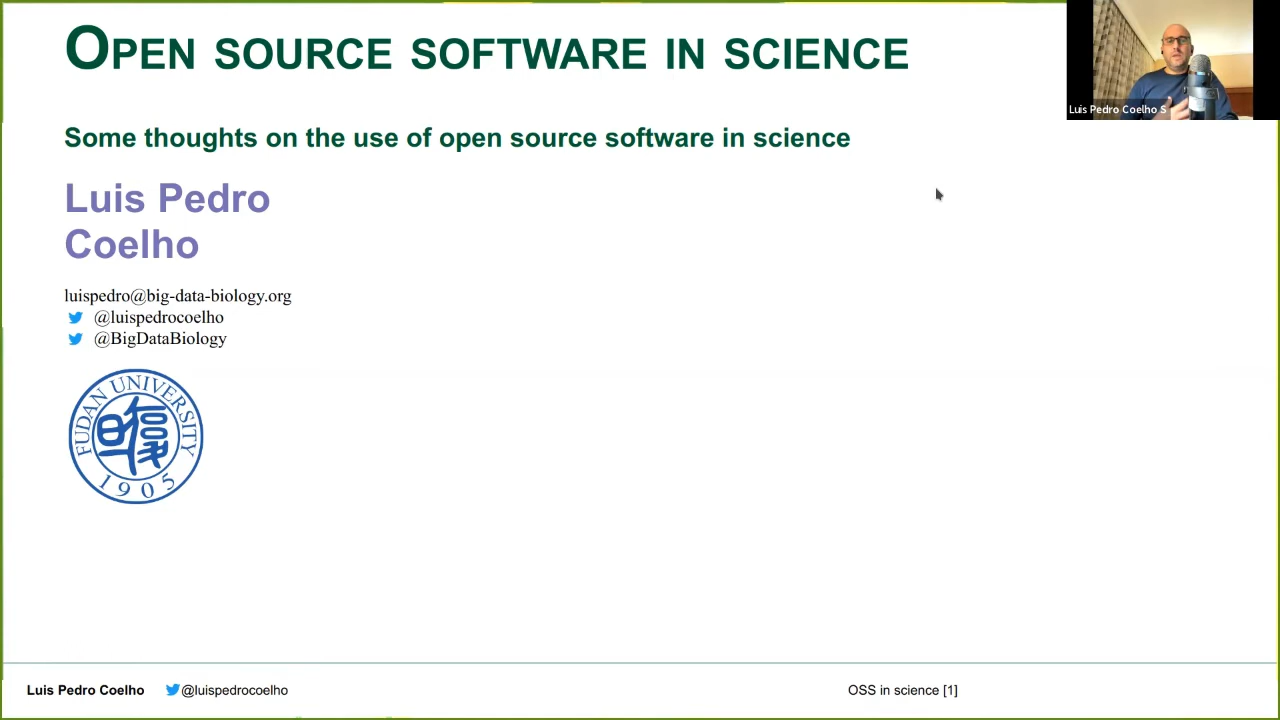 OPEN SOURCE SOFTWARE IN SCIENCE
Luis Pedro Coelho S
Some thoughts on the use of open source software in science
Luis Pedro
Coelho
luispedro@big-data-biology.org
@luispedrocoelho
@BigDataBiology
FUDAN UNIVERSITY
1905
Luis Pedro Coelho @luispedrocoelho OSS in science [1]